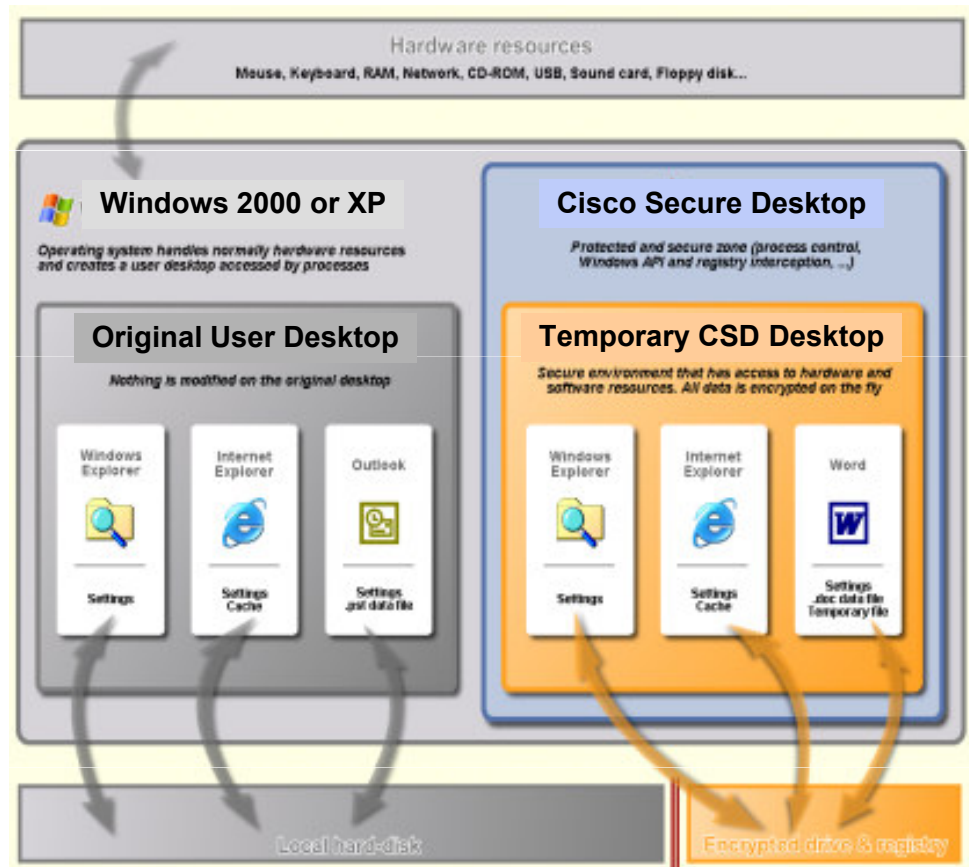 Hardware resources
Mouse, Keyboard, RAM, Network, CD-ROM, USB, Sound card, Floppy disk...
Windows 2000 or XP
Operating system handles normally hardware resources
and creates a user desktop accessed by processes
Cisco Secure Desktop
Protected and secure zone (process control,
Windows API and registry interception, ...)
Original User Desktop
Nothing is modified on the original desktop
Temporary CSD Desktop
Secure environment that has access to hardware and
software resources. All data is encrypted on the fly
Windows
Explorer
Settings
Internet
Explorer
Settings
Cache
Outlook
Settings
.pst data file
Windows
Explorer
Settings
Internet
Explorer
Settings
Cache
Word
W
Settings
.doc data file
Temporary file
Local hard-disk
Encrypted drive & registry